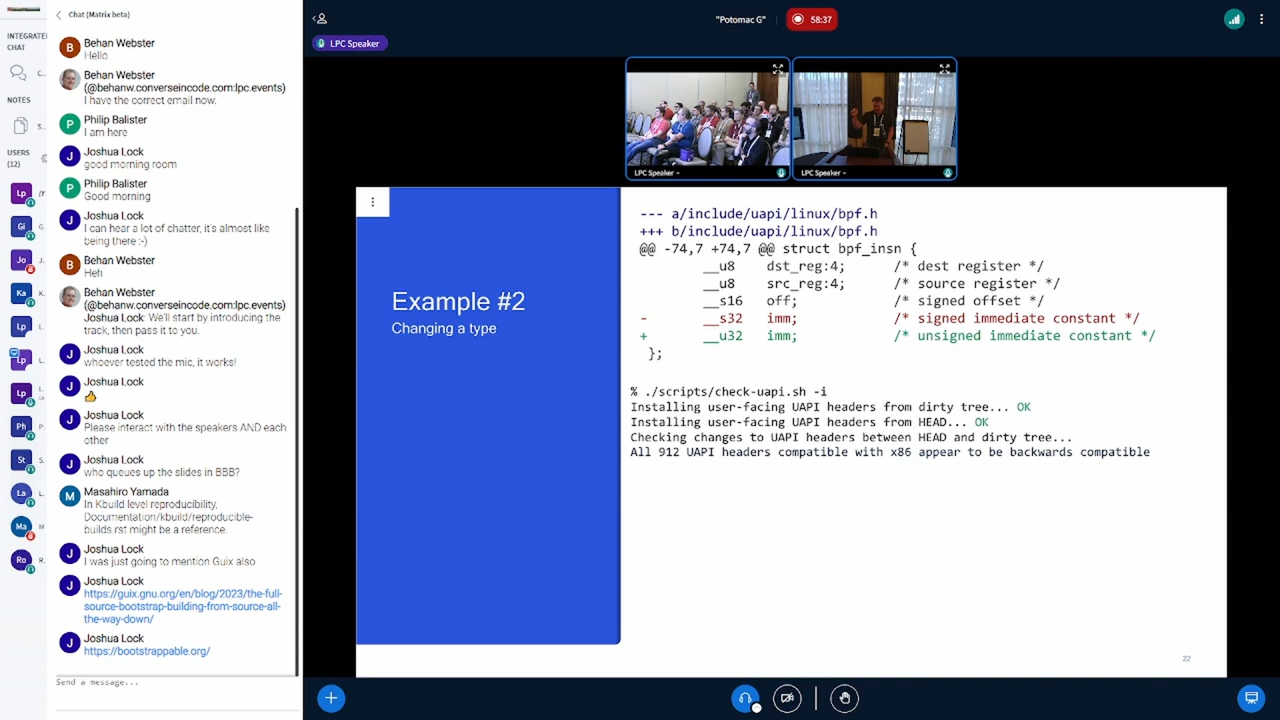 Chat [Matrix beta]
INTEGRATE
CHAT
C...
NOTES
S...
USERS
(12)
Lp
Gl
G.
Jo
J.
Ka
K.
Lp
L.
L.
Lp
L.
Ph
P.
St
S.
La
L.
Ma
M
Ro
R.
B
Behan Webster
Hello
Behan Webster
(@behanw.converseincode.com:lpc.events)
I have the correct email now.
P
Philip Balister
I am here
J
Joshua Lock
good morning room
P
Philip Balister
Good morning
J
Joshua Lock
I can hear a lot of chatter, it's almost like
being there :-)
B
Behan Webster
Heh
Behan Webster
(@behanw.converseincode.com:lpc.events)
Joshua Lock: We'll start by introducing the
track, then pass it to you.
J
Joshua Lock
whoever tested the mic, it works!
J
Joshua Lock
👍
J
Joshua Lock
Please interact with the speakers AND each
other
J
Joshua Lock
who queues up the slides in BBB?
M
Masahiro Yamada
In Kbuild level reproducibility,
Documentation/kbuild/reproducible-
builds.rst might be a reference.
J
Joshua Lock
I was just going to mention Guix also
J
Joshua Lock
https://guix.gnu.org/en/blog/2023/the-full-
source-bootstrap-building-from-source-all-
the-way-down/
J
Joshua Lock
https://bootstrappable.org/
Send a message...
"Potomac G"
58:37
LPC Speaker
LPC Speaker
LPC Speaker
Example #2
Changing a type
--- a/include/uapi/linux/bpf.h
+++ b/include/uapi/linux/bpf.h
@@ -74,7 +74,7 @@ struct bpf_insn {
__u8 dst_reg:4; /* dest register */
__u8 src_reg:4; /* source register */
__s16 off; /* signed offset */
- __s32 imm; /* signed immediate constant */
+ __u32 imm; /* unsigned immediate constant */
};
% ./scripts/check-uapi.sh -i
Installing user-facing UAPI headers from dirty tree... OK
Installing user-facing UAPI headers from HEAD... OK
Checking changes to UAPI headers between HEAD and dirty tree...
All 912 UAPI headers compatible with x86 appear to be backwards compatible
22